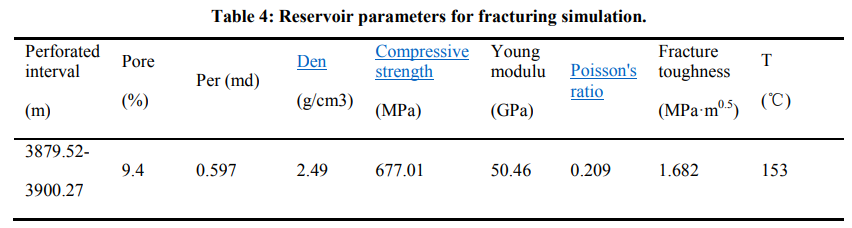 Table 4: Reservoir parameters for fracturing simulation.
Perforated interval (m) Pore (%) Per (md) Den (g/cm3) Compressive strength (MPa) Young modulu (GPa) Poisson's ratio Fracture toughness (MPa·m^0.5) T (℃)
3879.52-3900.27 9.4 0.597 2.49 677.01 50.46 0.209 1.682 153